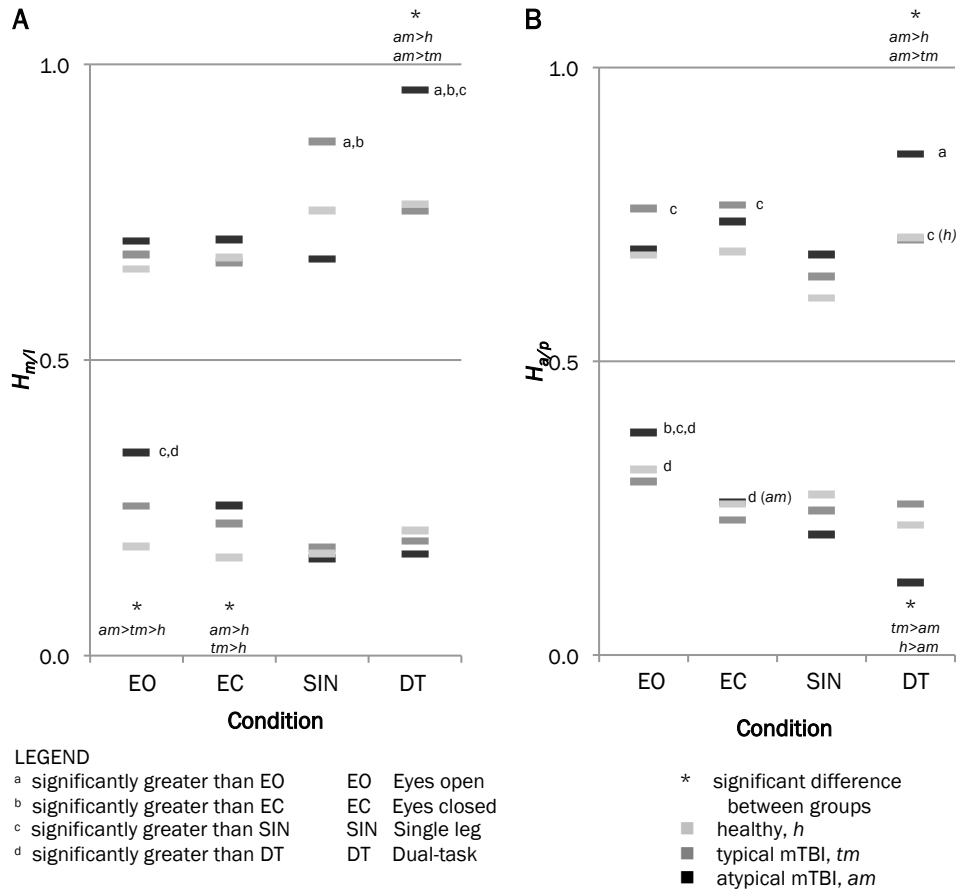 A
*
am>h
am>tm
1.0
a,b,c
a,b
0.5
H m/l
c,d
*
am>tm>h
*
am>h
tm>h
0.0
EO EC SIN DT
Condition
B
*
am>h
am>tm
1.0
a
c
c
c (h)
0.5
H a/p
b,c,d
d
d (am)
*
tm>am
h>am
0.0
EO EC SIN DT
Condition
LEGEND
a significantly greater than EO
b significantly greater than EC
c significantly greater than SIN
d significantly greater than DT
EO Eyes open
EC Eyes closed
SIN Single leg
DT Dual-task
* significant difference
between groups
healthy, h
typical mTBI, tm
atypical mTBI, am